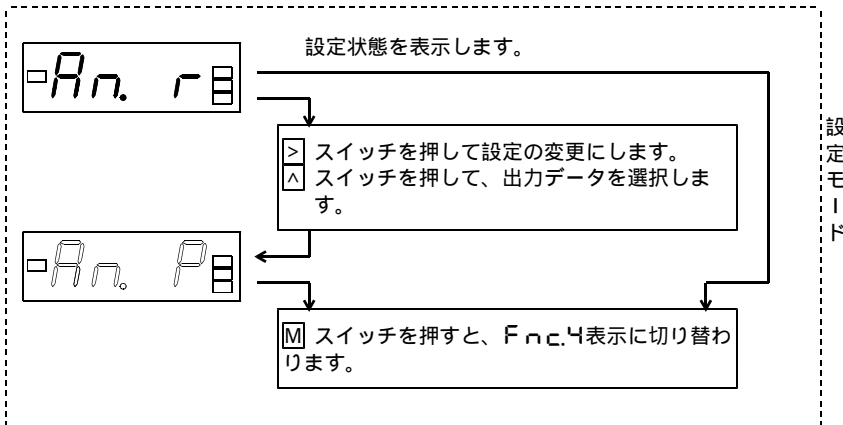 設定状態を表示します。
An. r
> スイッチを押して設定の変更にします。
^ スイッチを押して、出力データを選択しま
す。
An. P
M スイッチを押すと、Fnc.4表示に切り替わ
ります。
設定モード